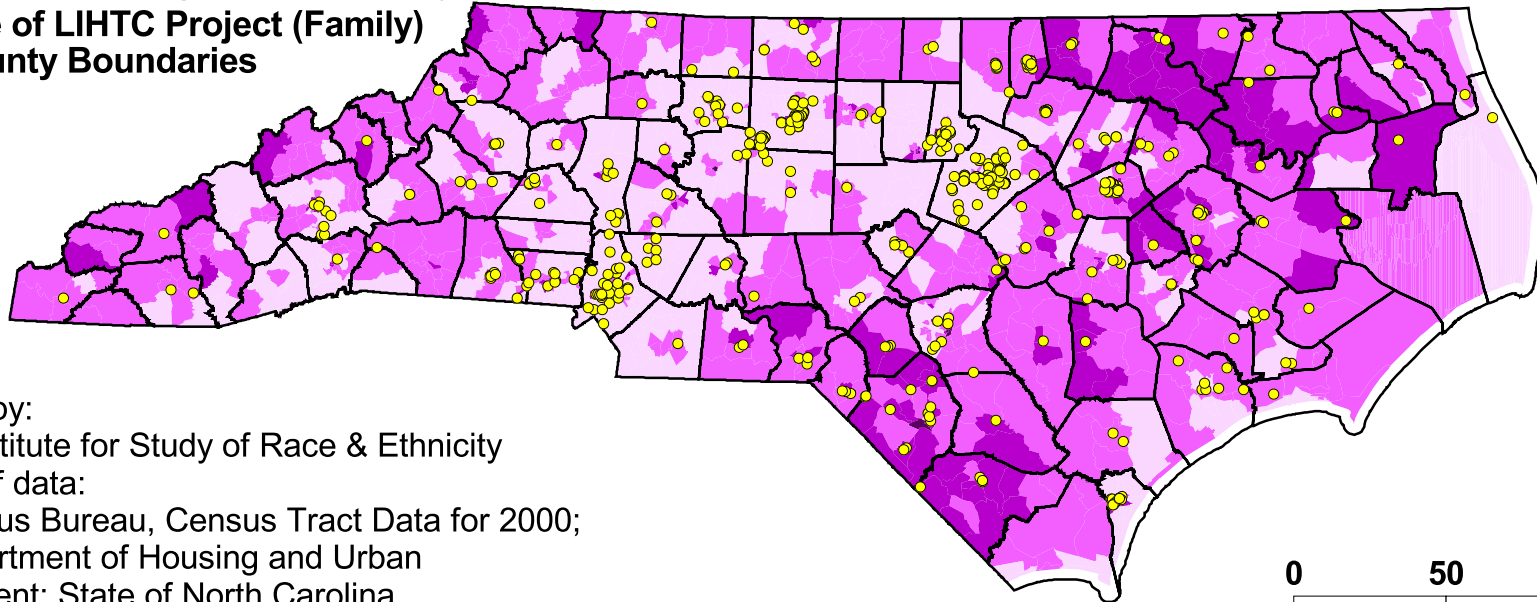 e of LIHTC Project (Family)
unty Boundaries
by:
titute for Study of Race & Ethnicity
f data:
us Bureau, Census Tract Data for 2000;
rtment of Housing and Urban
ent; State of North Carolina
0 50